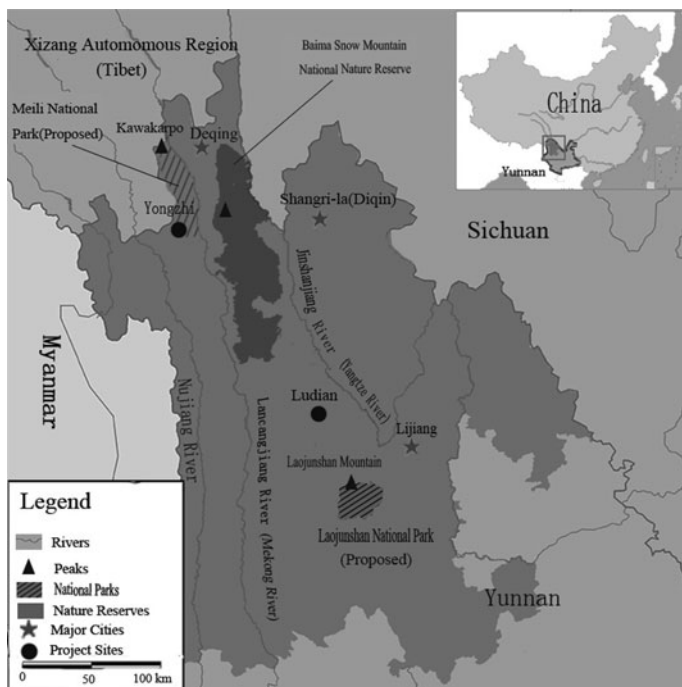 Xizang Automomous Region
(Tibet)
Baima Snow Mountain
National Nature Reserve
Meili National
Park(Proposed)
Kawakarpo
Deqing
Yongzhi
Shangri-la(Diqin)
China
Yunnan
Sichuan
Myanmar
Jinshanjiang River
(Yangtze River)
Nujiang River
Lancangjiang River
(Mekong River)
Ludian
Lijiang
Laojunshan Mountain
Laojunshan National Park
(Proposed)
Yunnan
Legend
Rivers
Peaks
National Parks
Nature Reserves
Major Cities
Project Sites
0 50 100 km